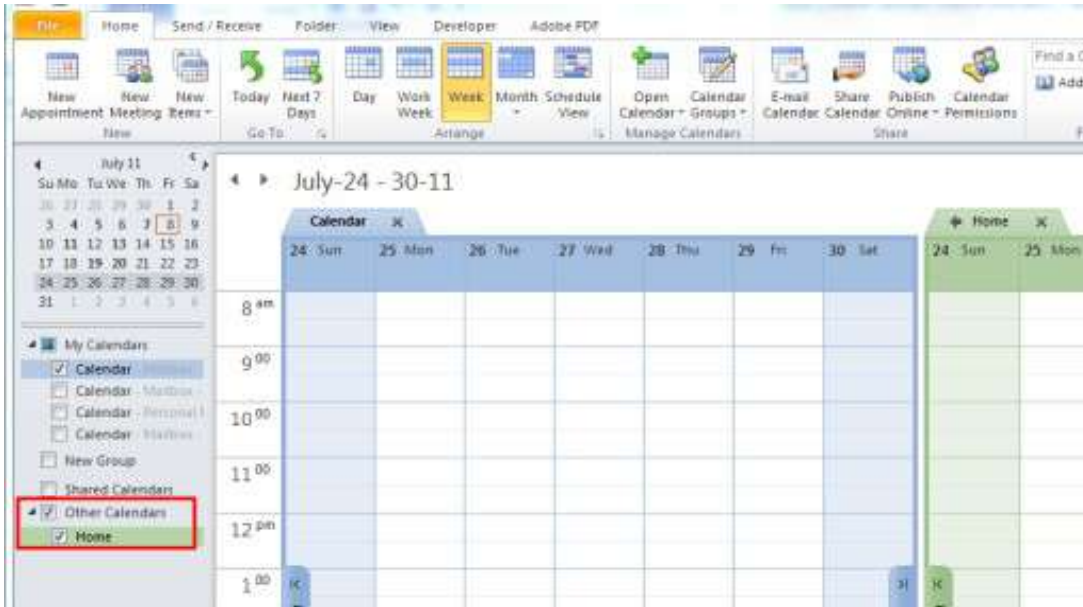 File Home Send / Receive Folder View Developer Adobe PDF
New Appointment
New Meeting
New Items
New
Today
Next 7 Days
Go To
Day
Work Week
Week
Month
Schedule View
Arrange
Open Calendar
Calendar Groups
Manage Calendars
E-mail Calendar
Share Calendar
Publish Online
Calendar Permissions
Share
Find a C
Add
July 11
Su Mo Tu We Th Fr Sa
26 27 28 29 30 1 2
3 4 5 6 7 8 9
10 11 12 13 14 15 16
17 18 19 20 21 22 23
24 25 26 27 28 29 30
31 1 2 3 4 5 6
My Calendars
Calendar
Calendar - Mailbox -
Calendar - Personal
Calendar - Mailbox -
New Group
Shared Calendars
Other Calendars
Home
July-24 - 30-11
Calendar
24 Sun 25 Mon 26 Tue 27 Wed 28 Thu 29 Fri 30 Sat
Home
24 Sun 25 Mon
8 am
9 00
10 00
11 00
12 pm
1 00